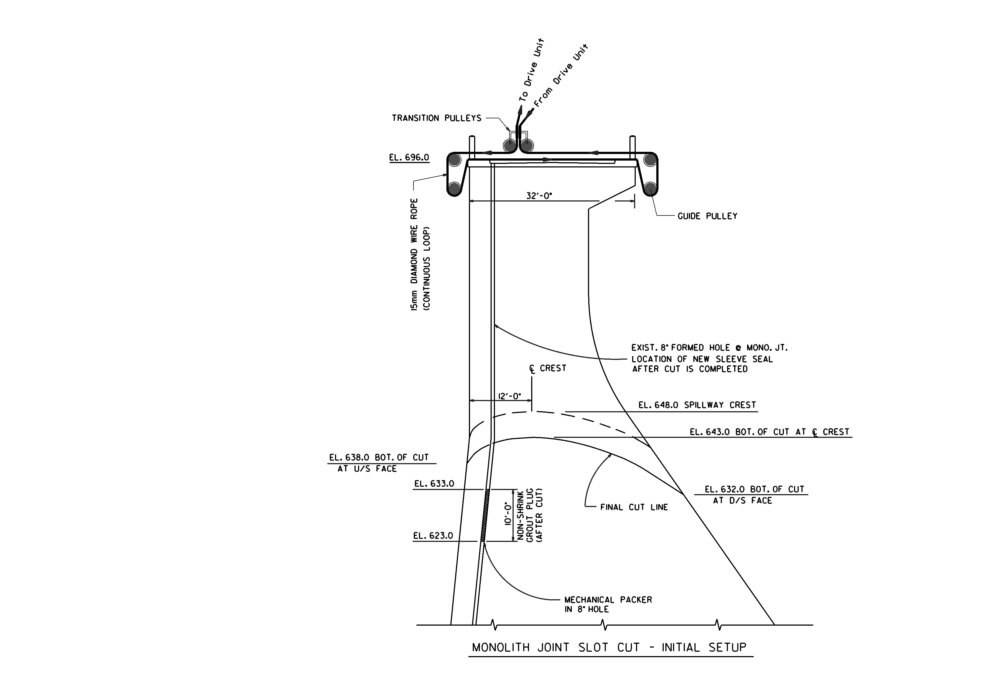 To Drive Unit
From Drive Unit
TRANSITION PULLEYS
EL. 696.0
32'-0"
GUIDE PULLEY
15mm DIAMOND WIRE ROPE
(CONTINUOUS LOOP)
EXIST. 8" FORMED HOLE @ MONO. JT.
LOCATION OF NEW SLEEVE SEAL
AFTER CUT IS COMPLETED
℄ CREST
12'-0"
EL. 648.0 SPILLWAY CREST
EL. 643.0 BOT. OF CUT AT ℄ CREST
EL. 638.0 BOT. OF CUT
AT U/S FACE
EL. 633.0
10'-0"
NON-SHRINK
GROUT PLUG
(AFTER CUT)
EL. 632.0 BOT. OF CUT
AT D/S FACE
FINAL CUT LINE
EL. 623.0
MECHANICAL PACKER
IN 8" HOLE
MONOLITH JOINT SLOT CUT - INITIAL SETUP